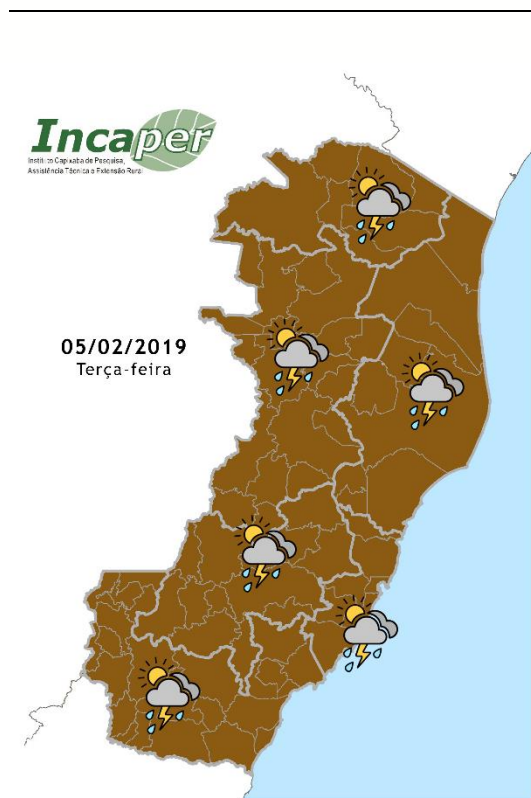 Incaper
Instituto Capixaba de Pesquisa,
Assistência Técnica e Extensão Rural
05/02/2019
Terça-feira